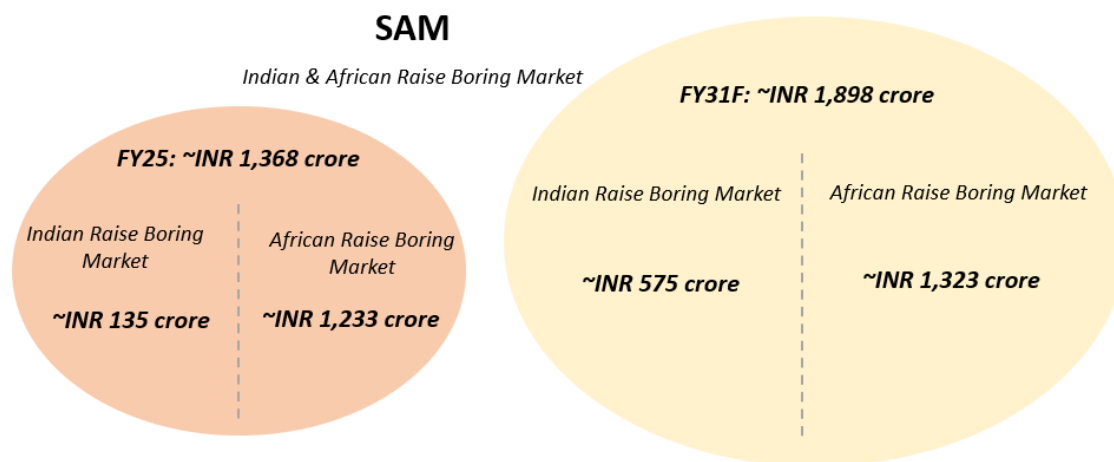 SAM
Indian & African Raise Boring Market
FY25: ~INR 1,368 crore
Indian Raise Boring
Market
~INR 135 crore
African Raise Boring
Market
~INR 1,233 crore
FY31F: ~INR 1,898 crore
Indian Raise Boring Market
~INR 575 crore
African Raise Boring Market
~INR 1,323 crore